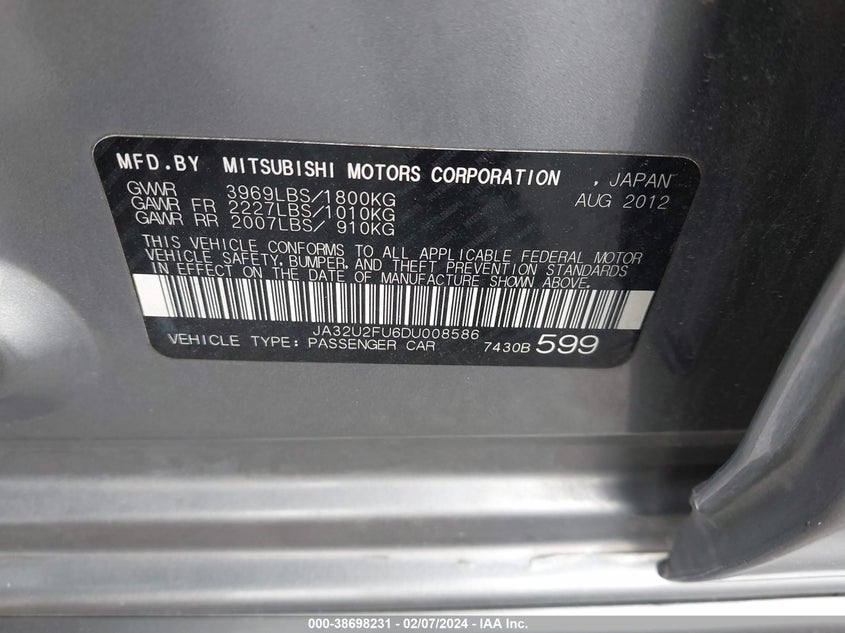 MFD.BY MITSUBISHI MOTORS CORPORATION , JAPAN
GVWR 3969LBS/1800KG AUG 2012
GAWR FR 2227LBS/1010KG
GAWR RR 2007LBS/ 910KG
THIS VEHICLE CONFORMS TO ALL APPLICABLE FEDERAL MOTOR
VEHICLE SAFETY, BUMPER, AND THEFT PREVENTION STANDARDS
IN EFFECT ON THE DATE OF MANUFACTURE SHOWN ABOVE.
JA32U2FU6DU008586
VEHICLE TYPE: PASSENGER CAR 7430B 599
000-38698231 - 02/07/2024 - IAA Inc.